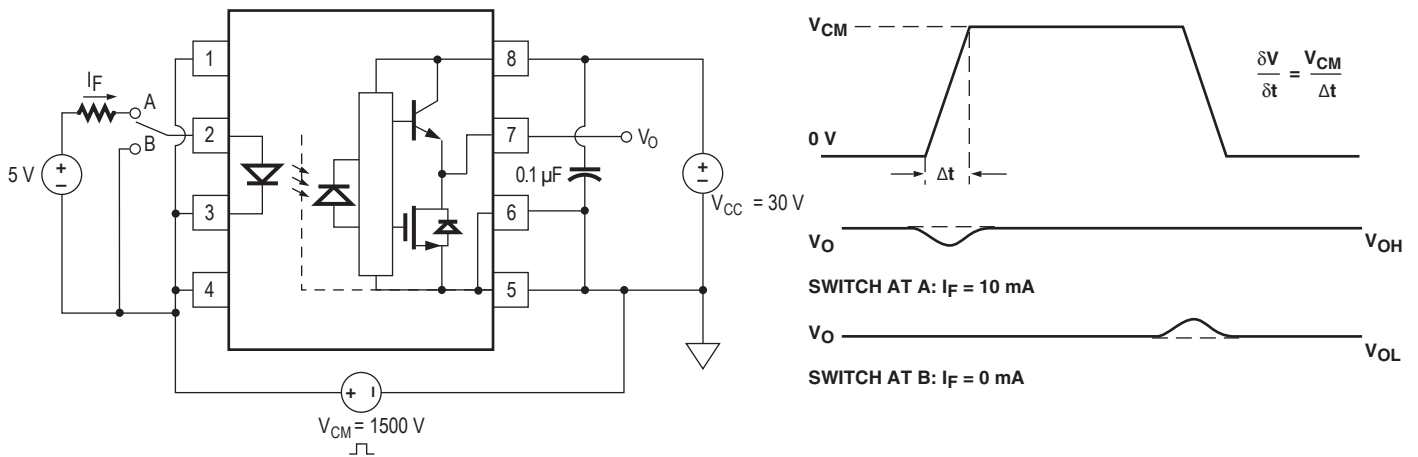 1
8
I_F
A
2
7
V_O
B
5 V
+
−
0.1 µF
+
−
3
6
V_CC = 30 V
4
5
+
−
V_CM = 1500 V
V_CM
δV/δt = V_CM/Δt
0 V
Δt
V_O
V_OH
SWITCH AT A: I_F = 10 mA
V_O
V_OL
SWITCH AT B: I_F = 0 mA